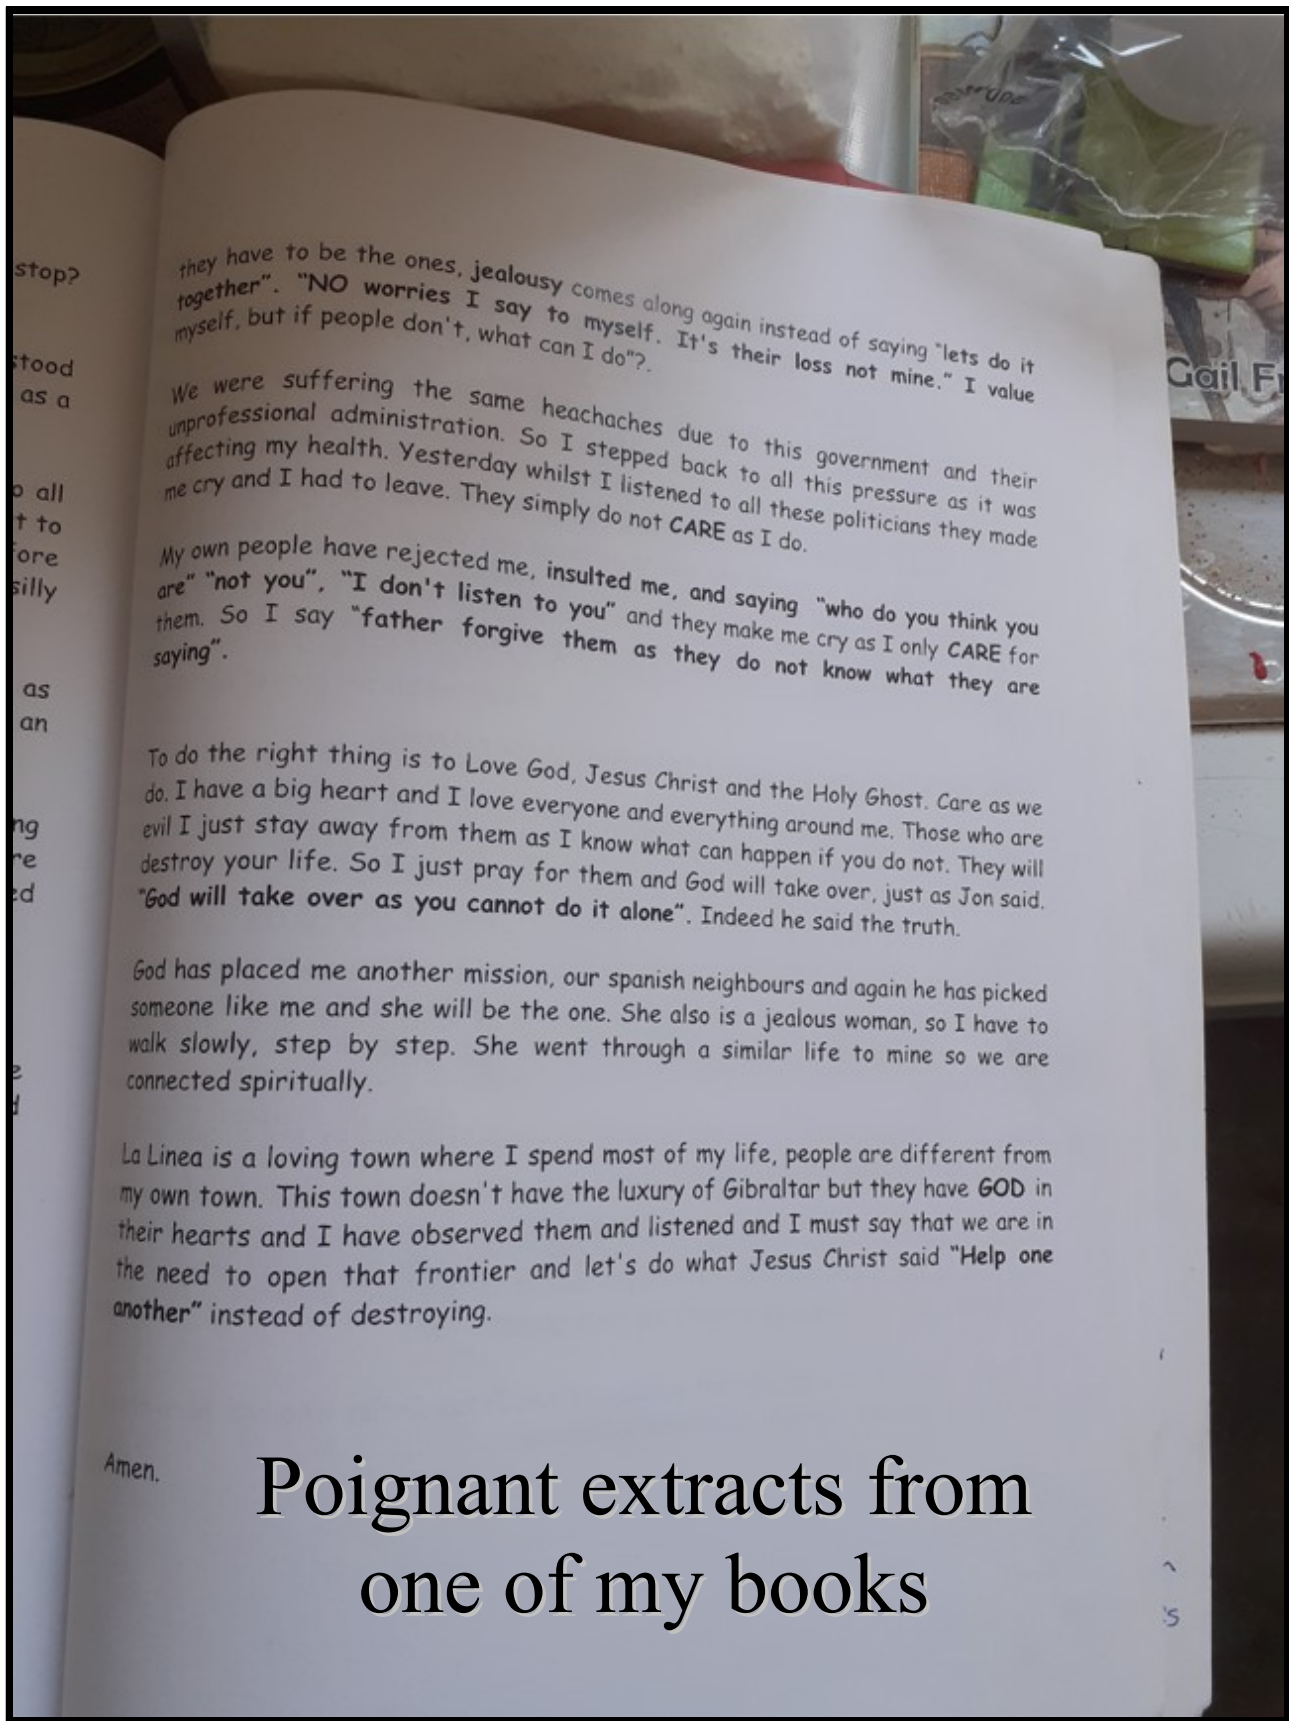 stop?
stood
as a
o all
t to
ore
silly
as
an
ng
re
ed
e
d
they have to be the ones, jealousy comes along again instead of saying "lets do it
together". "NO worries I say to myself. It's their loss not mine." I value
myself, but if people don't, what can I do"?.
We were suffering the same heachaches due to this government and their
unprofessional administration. So I stepped back to all this pressure as it was
affecting my health. Yesterday whilst I listened to all these politicians they made
me cry and I had to leave. They simply do not CARE as I do.
My own people have rejected me, insulted me, and saying "who do you think you
are" "not you", "I don't listen to you" and they make me cry as I only CARE for
them. So I say "father forgive them as they do not know what they are
saying".
To do the right thing is to Love God, Jesus Christ and the Holy Ghost. Care as we
do. I have a big heart and I love everyone and everything around me. Those who are
evil I just stay away from them as I know what can happen if you do not. They will
destroy your life. So I just pray for them and God will take over, just as Jon said.
"God will take over as you cannot do it alone". Indeed he said the truth.
God has placed me another mission, our spanish neighbours and again he has picked
someone like me and she will be the one. She also is a jealous woman, so I have to
walk slowly, step by step. She went through a similar life to mine so we are
connected spiritually.
La Linea is a loving town where I spend most of my life, people are different from
my own town. This town doesn't have the luxury of Gibraltar but they have GOD in
their hearts and I have observed them and listened and I must say that we are in
the need to open that frontier and let's do what Jesus Christ said "Help one
another" instead of destroying.
Amen.
Gail Fr
Poignant extracts from
one of my books